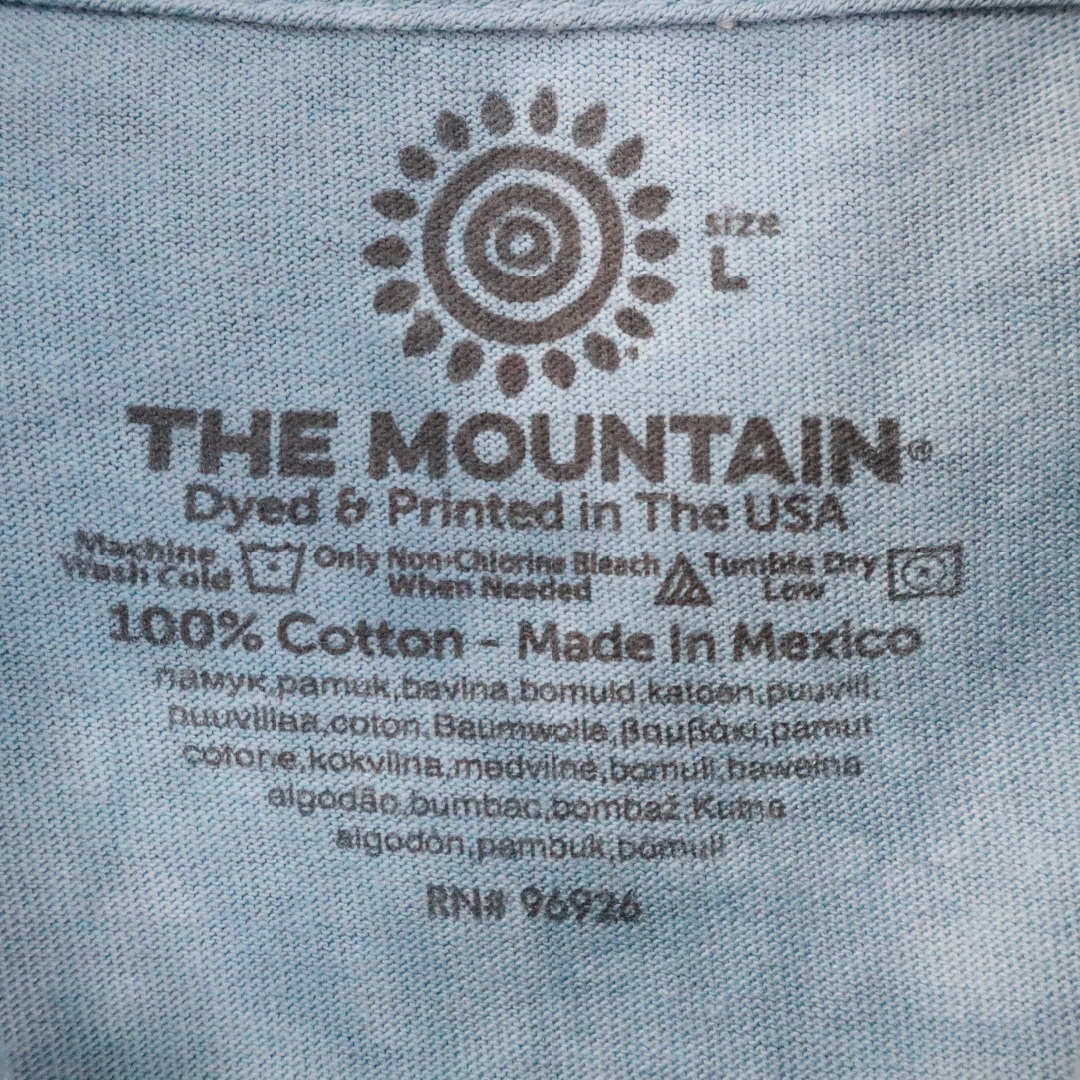 size
L
THE MOUNTAIN®
Dyed & Printed in The USA
Machine
Wash Cold
Only Non-Chlorine Bleach
When Needed
Tumble Dry
Low
100% Cotton - Made In Mexico
памук,pamuk,bavlna,bomuld,katoen,puuvill,
puuvillaa,coton,Baumwolle,βαμβάκι,pamut
cotone,kokvilna,medvilnė,bomull,bawełna
algodão,bumbac,bombaž,Kutna
algodón,pambuk,bomull
RN# 96926